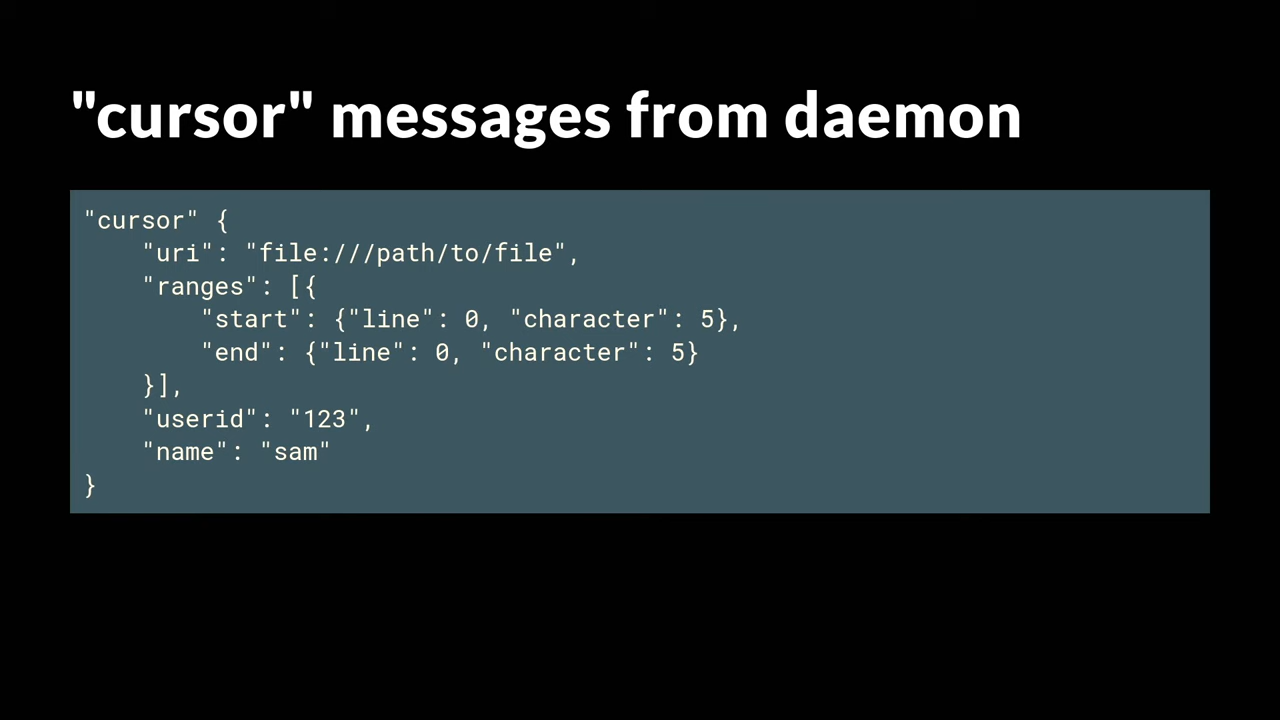 "cursor" messages from daemon
"cursor" {
    "uri": "file:///path/to/file",
    "ranges": [{
        "start": {"line": 0, "character": 5},
        "end": {"line": 0, "character": 5}
    }],
    "userid": "123",
    "name": "sam"
}